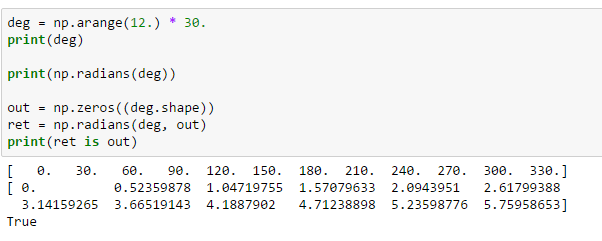 deg = np.arange(12.) * 30.
print(deg)
print(np.radians(deg))
out = np.zeros((deg.shape))
ret = np.radians(deg, out)
print(ret is out)
[   0.   30.   60.   90.  120.  150.  180.  210.  240.  270.  300.  330.]
[ 0.          0.52359878  1.04719755  1.57079633  2.0943951   2.61799388
  3.14159265  3.66519143  4.1887902   4.71238898  5.23598776  5.75958653]
True